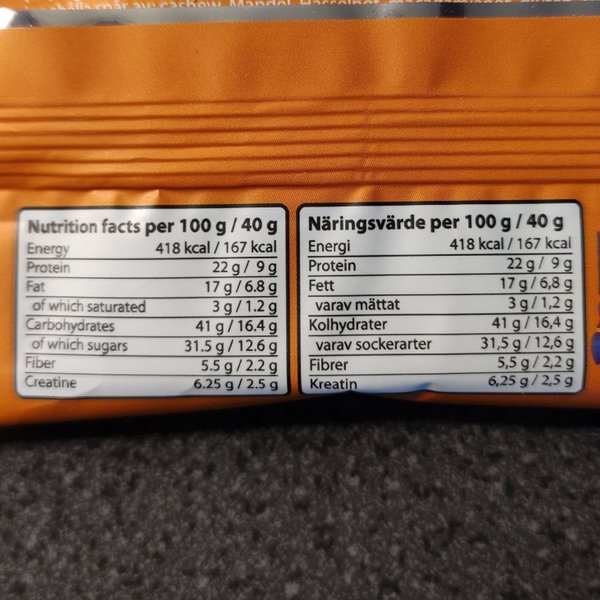 cashew, Mandel, Hasselnöt,
Nutrition facts per 100 g / 40 g
Energy 418 kcal / 167 kcal
Protein 22 g / 9 g
Fat 17 g / 6.8 g
of which saturated 3 g / 1.2 g
Carbohydrates 41 g / 16.4 g
of which sugars 31.5 g / 12.6 g
Fiber 5.5 g / 2.2 g
Creatine 6.25 g / 2.5 g
Näringsvärde per 100 g / 40 g
Energi 418 kcal / 167 kcal
Protein 22 g / 9 g
Fett 17 g / 6,8 g
varav mättat 3 g / 1,2 g
Kolhydrater 41 g / 16,4 g
varav sockerarter 31,5 g / 12,6 g
Fibrer 5,5 g / 2,2 g
Kreatin 6,25 g / 2,5 g